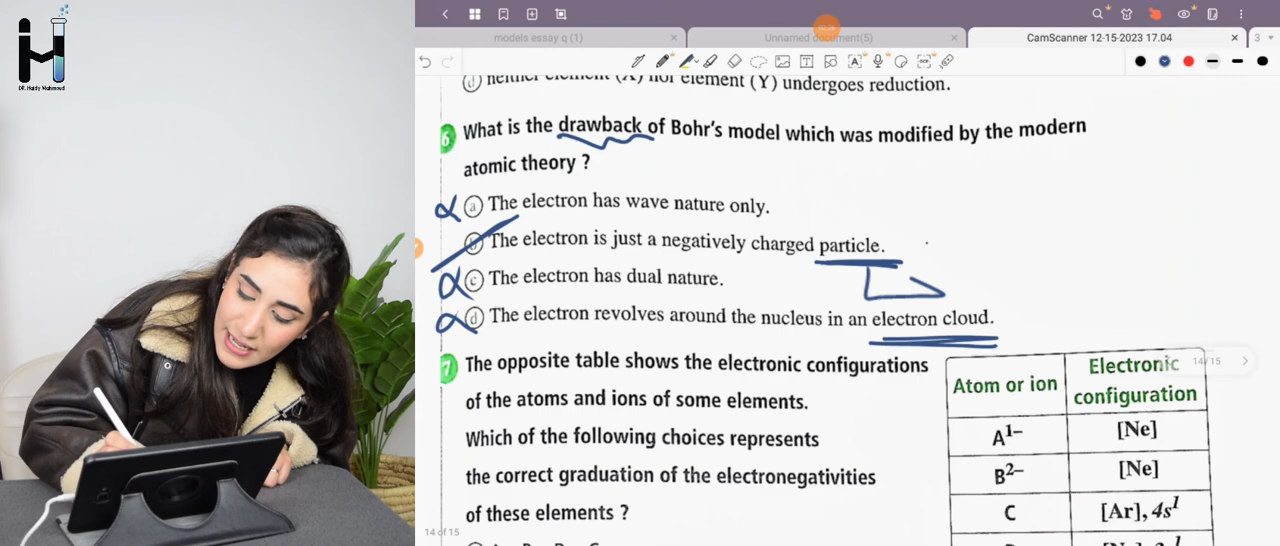 DR. Haidy Mahmoud
models essay q (1)
Unnamed document(5)
CamScanner 12-15-2023 17.04
3
d neither element (X) nor element (Y) undergoes reduction.
6 What is the drawback of Bohr's model which was modified by the modern
atomic theory ?
a The electron has wave nature only.
b The electron is just a negatively charged particle.
c The electron has dual nature.
d The electron revolves around the nucleus in an electron cloud.
7 The opposite table shows the electronic configurations
of the atoms and ions of some elements.
Which of the following choices represents
the correct graduation of the electronegativities
of these elements ?
Atom or ion
Electronic configuration
A1–
[Ne]
B2–
[Ne]
C
[Ar], 4s1
14/15
14 of 15